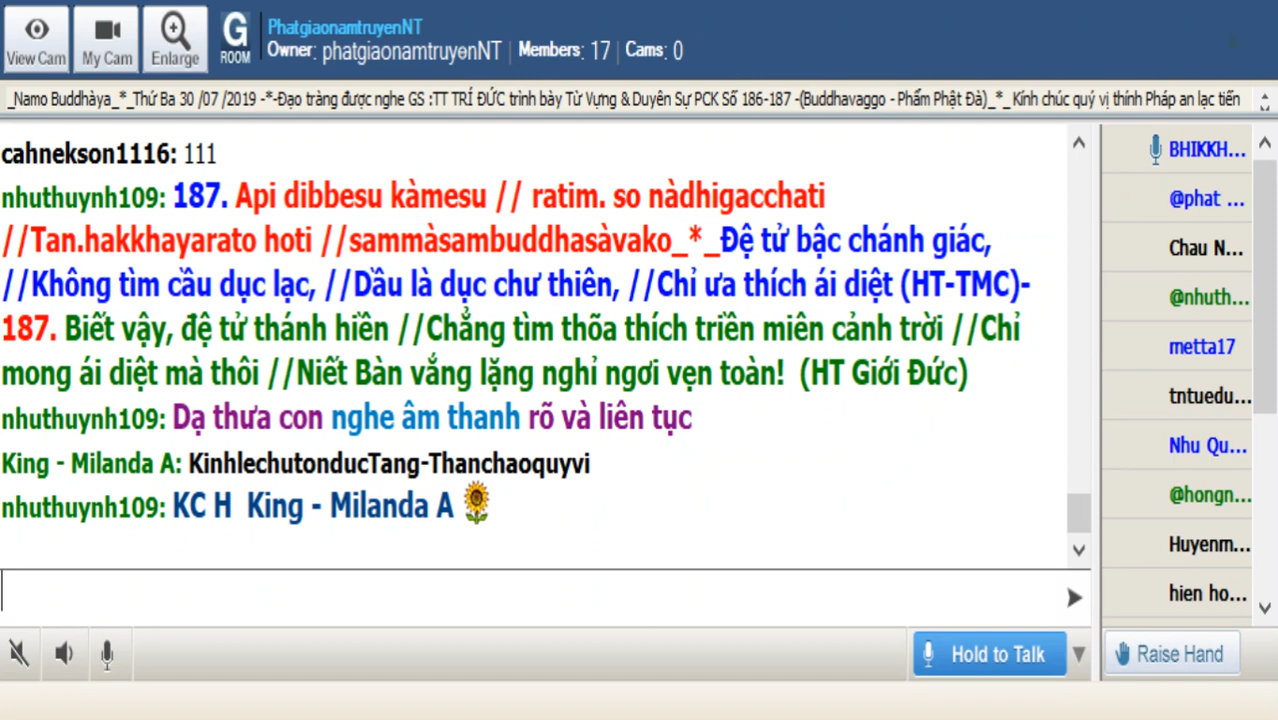 View Cam
My Cam
Enlarge
G ROOM
PhatgiaonamtruyenNT
Owner: phatgiaonamtruyenNT | Members: 17 | Cams: 0
_Namo Buddhàya_*_Thứ Ba 30 /07 /2019 -*-Đạo tràng được nghe GS :TT TRÍ ĐỨC trình bày Từ Vựng & Duyên Sự PCK Số 186-187 -(Buddhavaggo - Phẩm Phật Đà)_*_Kính chúc quý vị thính Pháp an lạc tiến
cahnekson1116: 111
nhuthuynh109: 187. Api dibbesu kàmesu // ratim. so nàdhigacchati
//Tan.hakkhayarato hoti //sammàsambuddhasàvako_*_Đệ tử bậc chánh giác,
//Không tìm cầu dục lạc, //Dầu là dục chư thiên, //Chỉ ưa thích ái diệt (HT-TMC)-
187. Biết vậy, đệ tử thánh hiền //Chẳng tìm thõa thích triền miên cảnh trời //Chỉ
mong ái diệt mà thôi //Niết Bàn vắng lặng nghỉ ngơi vẹn toàn! (HT Giới Đức)
nhuthuynh109: Dạ thưa con nghe âm thanh rõ và liên tục
King - Milanda A: KinhlechutonducTang-Thanchaoquyvi
nhuthuynh109: KC H King - Milanda A
BHIKKH...
@phat ...
Chau N...
@nhuth...
metta17
tntuedu...
Nhu Qu...
@hongn...
Huyenm...
hien ho...
Hold to Talk
Raise Hand